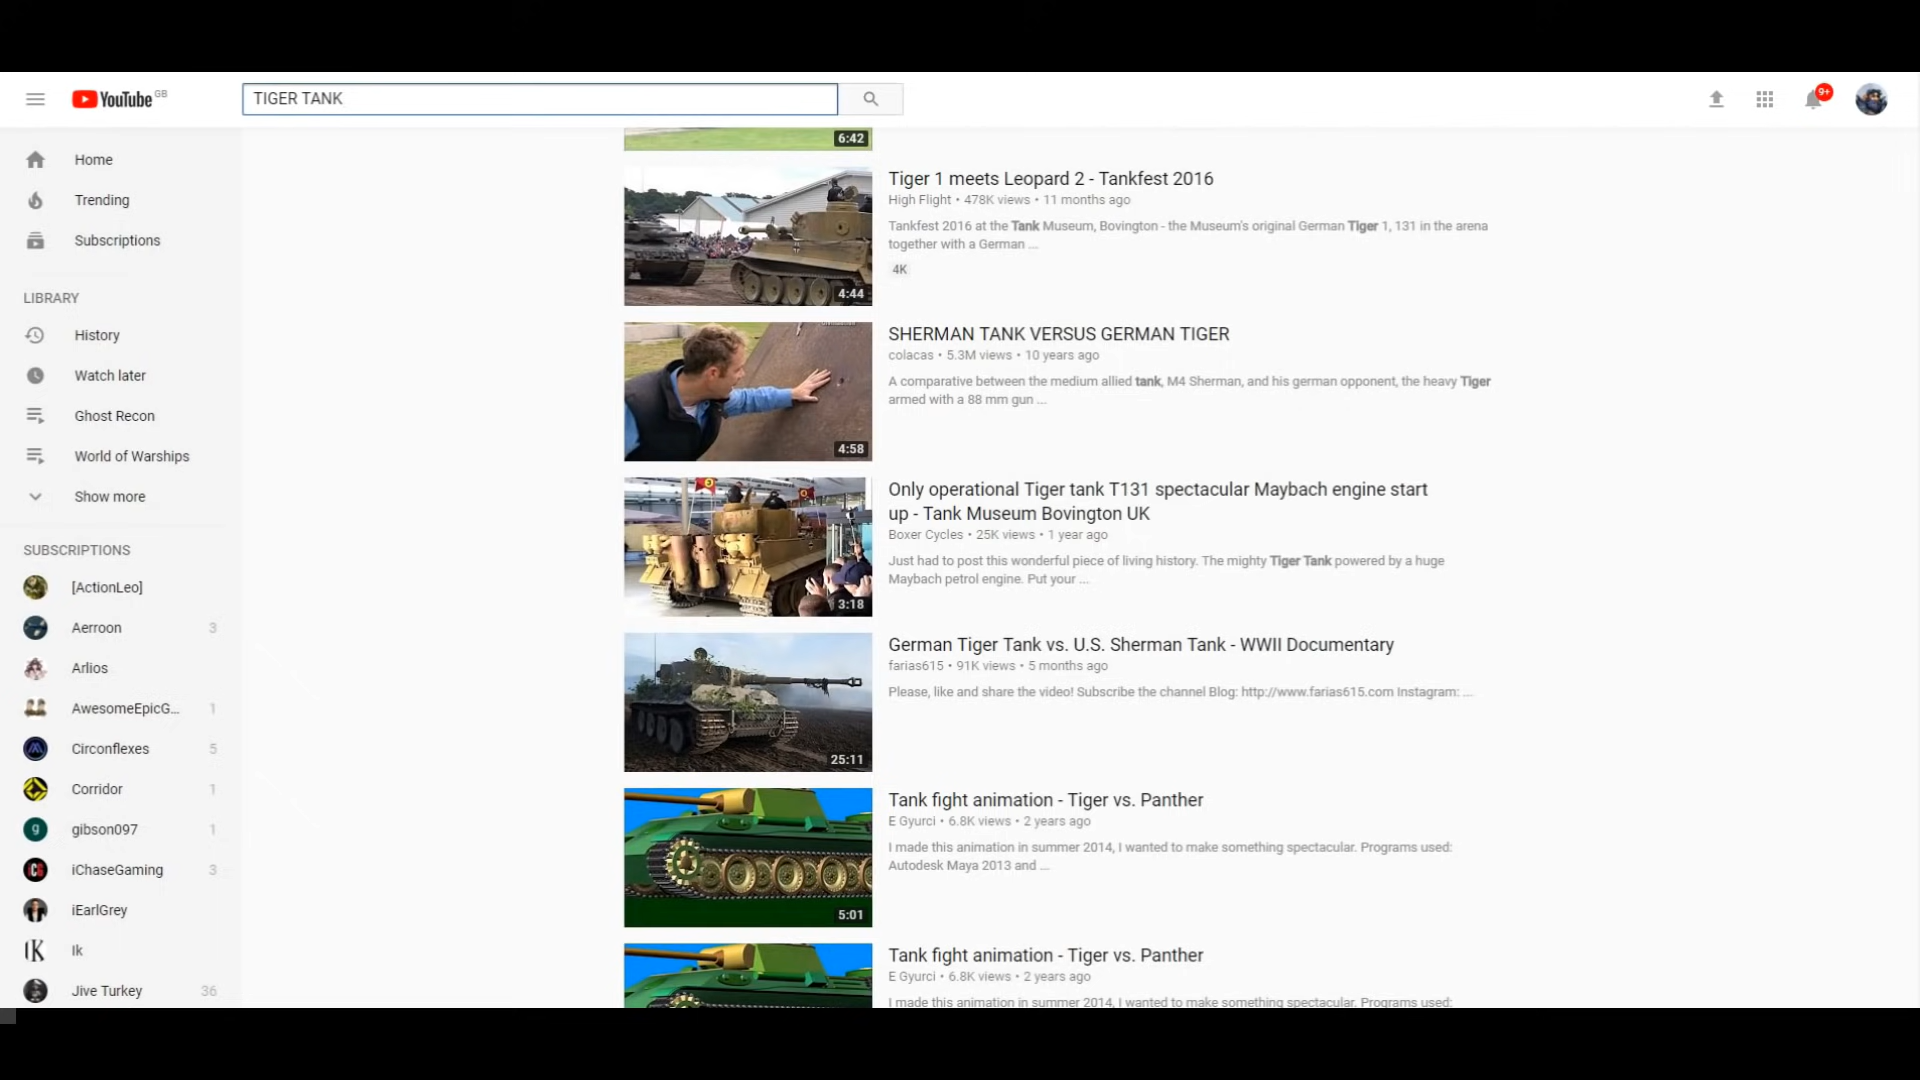 YouTube GB
TIGER TANK
9+
Home
Trending
Subscriptions
LIBRARY
History
Watch later
Ghost Recon
World of Warships
Show more
SUBSCRIPTIONS
[ActionLeo]
Aerroon 3
Arlios
AwesomeEpicG... 1
Circonflexes 5
Corridor 1
g gibson097 1
iChaseGaming 3
iEarlGrey
IK Ik
Jive Turkey 36
6:42
Tiger 1 meets Leopard 2 - Tankfest 2016
High Flight • 478K views • 11 months ago
Tankfest 2016 at the Tank Museum, Bovington - the Museum's original German Tiger 1, 131 in the arena
together with a German ...
4K
4:44
SHERMAN TANK VERSUS GERMAN TIGER
colacas • 5.3M views • 10 years ago
A comparative between the medium allied tank, M4 Sherman, and his german opponent, the heavy Tiger
armed with a 88 mm gun ...
4:58
Only operational Tiger tank T131 spectacular Maybach engine start
up - Tank Museum Bovington UK
Boxer Cycles • 25K views • 1 year ago
Just had to post this wonderful piece of living history. The mighty Tiger Tank powered by a huge
Maybach petrol engine. Put your ...
3:18
German Tiger Tank vs. U.S. Sherman Tank - WWII Documentary
farias615 • 91K views • 5 months ago
Please, like and share the video! Subscribe the channel Blog: http://www.farias615.com Instagram: ...
25:11
Tank fight animation - Tiger vs. Panther
E Gyurci • 6.8K views • 2 years ago
I made this animation in summer 2014, I wanted to make something spectacular. Programs used:
Autodesk Maya 2013 and ...
5:01
Tank fight animation - Tiger vs. Panther
E Gyurci • 6.8K views • 2 years ago
I made this animation in summer 2014, I wanted to make something spectacular. Programs used: